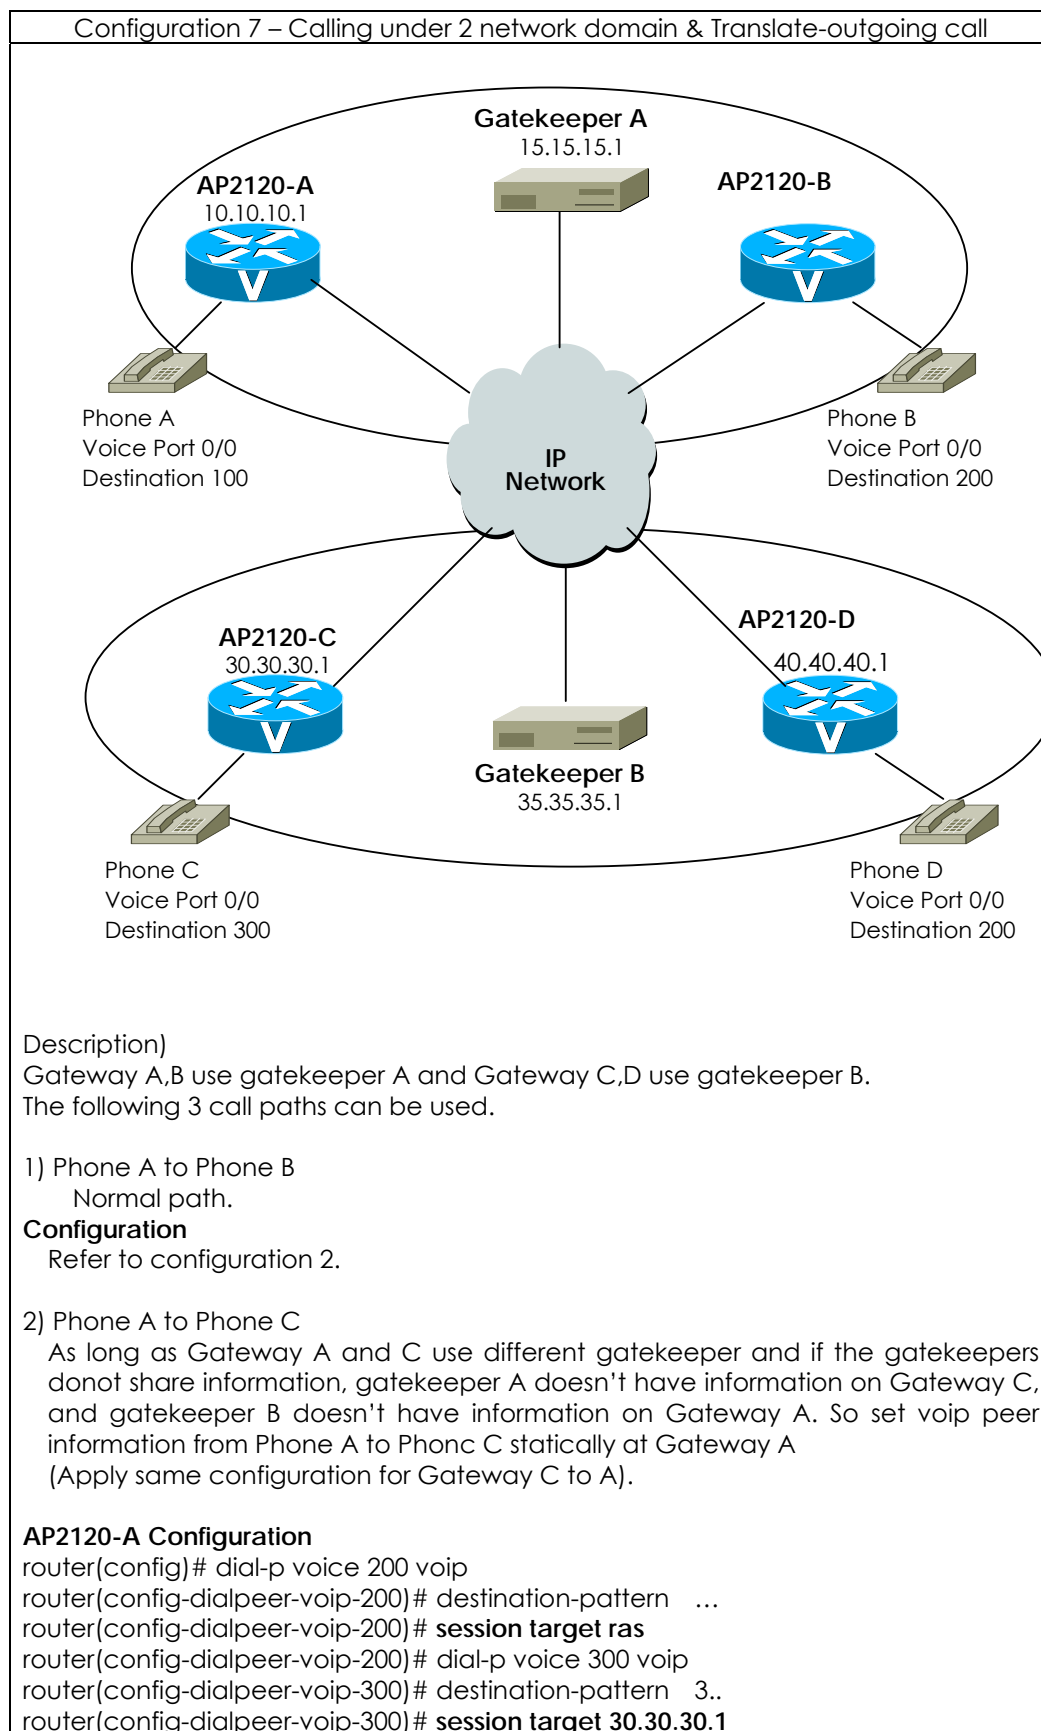 Configuration 7 – Calling under 2 network domain & Translate-outgoing call
Gatekeeper A
15.15.15.1
AP2120-A
10.10.10.1
AP2120-B
V
V
Phone A
Voice Port 0/0
Destination 100
Phone B
Voice Port 0/0
Destination 200
IP
Network
AP2120-C
30.30.30.1
AP2120-D
40.40.40.1
V
V
Gatekeeper B
35.35.35.1
Phone C
Voice Port 0/0
Destination 300
Phone D
Voice Port 0/0
Destination 200
Description)
Gateway A,B use gatekeeper A and Gateway C,D use gatekeeper B.
The following 3 call paths can be used.
1) Phone A to Phone B
Normal path.
Configuration
Refer to configuration 2.
2) Phone A to Phone C
As long as Gateway A and C use different gatekeeper and if the gatekeepers
donot share information, gatekeeper A doesn't have information on Gateway C,
and gatekeeper B doesn't have information on Gateway A. So set voip peer
information from Phone A to Phonc C statically at Gateway A
(Apply same configuration for Gateway C to A).
AP2120-A Configuration
router(config)# dial-p voice 200 voip
router(config-dialpeer-voip-200)# destination-pattern …
router(config-dialpeer-voip-200)# session target ras
router(config-dialpeer-voip-200)# dial-p voice 300 voip
router(config-dialpeer-voip-300)# destination-pattern 3..
router(config-dialpeer-voip-300)# session target 30.30.30.1